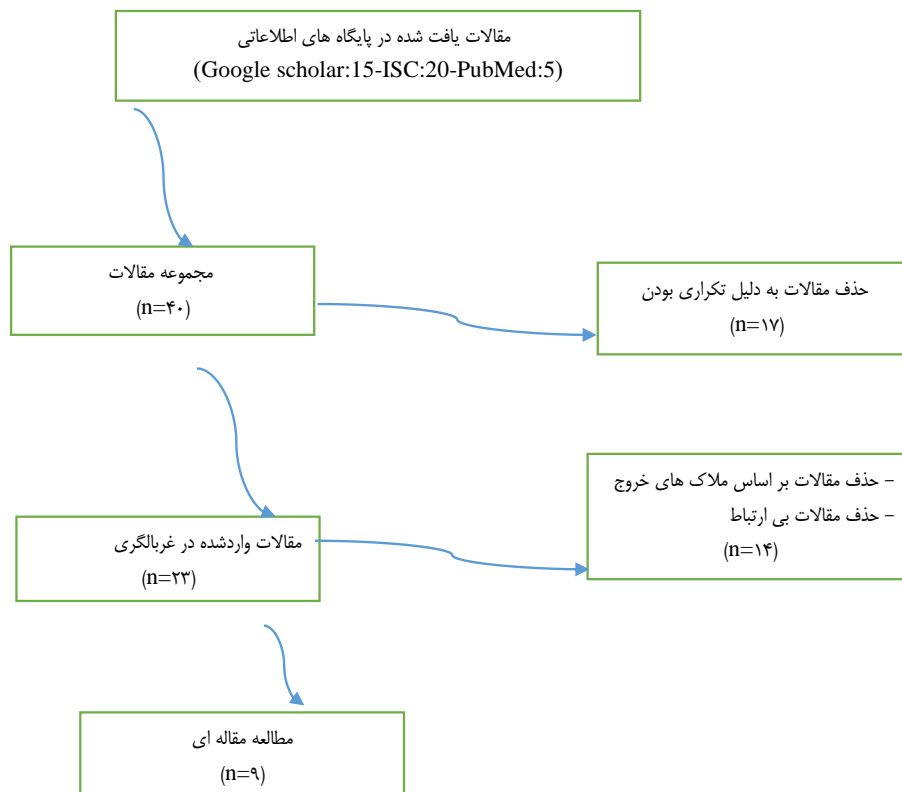 مقالات یافت شده در پایگاه های اطلاعاتی
(Google scholar:15-ISC:20-PubMed:5)
مجموعه مقالات
(n=۴۰)
حذف مقالات به دلیل تکراری بودن
(n=۱۷)
- حذف مقالات بر اساس ملاک های خروج
- حذف مقالات بی ارتباط
(n=۱۴)
مقالات واردشده در غربالگری
(n=۲۳)
مطالعه مقاله ای
(n=۹)